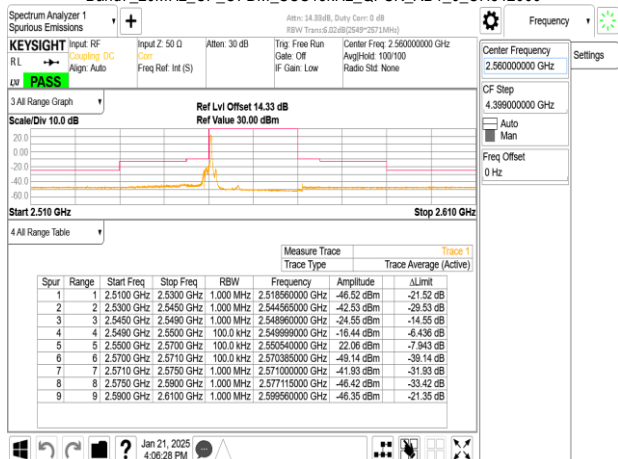 Spectrum Analyzer 1
Spurious Emissions
+
Attn: 14.33dB, Duty Corr: 0 dB
RBW Trans:6.02dB(2549~2571MHz)
Frequency
Settings
KEYSIGHT
RL
Input: RF
Coupling: DC
Align: Auto
Input Z: 50 Ω
Corr
Freq Ref: Int (S)
Atten: 30 dB
Trig: Free Run
Gate: Off
IF Gain: Low
Center Freq: 2.560000000 GHz
Avg|Hold: 100/100
Radio Std: None
LXI PASS
Center Frequency
2.560000000 GHz
CF Step
4.399000000 GHz
Auto
Man
Freq Offset
0 Hz
3 All Range Graph
Scale/Div 10.0 dB
Ref Lvl Offset 14.33 dB
Ref Value 30.00 dBm
20.0
0.00
-20.0
-40.0
-60.0
Start 2.510 GHz
Stop 2.610 GHz
4 All Range Table
Measure Trace Trace 1
Trace Type Trace Average (Active)
Spur Range Start Freq Stop Freq RBW Frequency Amplitude ΔLimit
1 1 2.5100 GHz 2.5300 GHz 1.000 MHz 2.518560000 GHz -46.52 dBm -21.52 dB
2 2 2.5300 GHz 2.5450 GHz 1.000 MHz 2.544565000 GHz -42.53 dBm -29.53 dB
3 3 2.5450 GHz 2.5490 GHz 1.000 MHz 2.548960000 GHz -24.55 dBm -14.55 dB
4 4 2.5490 GHz 2.5500 GHz 100.0 kHz 2.549999000 GHz -16.44 dBm -6.436 dB
5 5 2.5500 GHz 2.5700 GHz 100.0 kHz 2.550540000 GHz 22.06 dBm -7.943 dB
6 6 2.5700 GHz 2.5710 GHz 100.0 kHz 2.570385000 GHz -49.14 dBm -39.14 dB
7 7 2.5710 GHz 2.5750 GHz 1.000 MHz 2.571000000 GHz -41.93 dBm -31.93 dB
8 8 2.5750 GHz 2.5900 GHz 1.000 MHz 2.577115000 GHz -46.42 dBm -33.42 dB
9 9 2.5900 GHz 2.6100 GHz 1.000 MHz 2.599560000 GHz -46.35 dBm -21.35 dB
?
Jan 21, 2025
4:06:28 PM